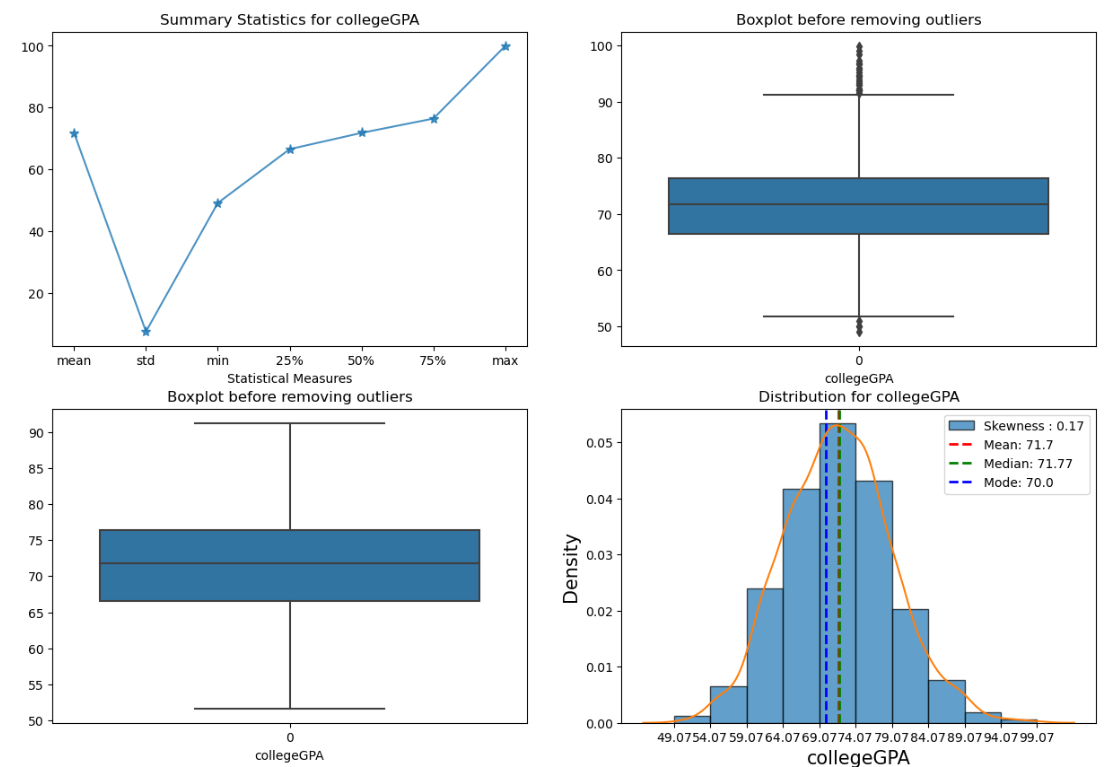 Summary Statistics for collegeGPA
100
80
60
40
20
mean std min 25% 50% 75% max
Statistical Measures
Boxplot before removing outliers
100
90
80
70
60
50
0
collegeGPA
Boxplot before removing outliers
90
85
80
75
70
65
60
55
50
0
collegeGPA
Distribution for collegeGPA
Skewness : 0.17
Mean: 71.7
Median: 71.77
Mode: 70.0
Density
0.05
0.04
0.03
0.02
0.01
0.00
49.07 54.07 59.07 64.07 69.07 74.07 79.07 84.07 89.07 94.07 99.07
collegeGPA